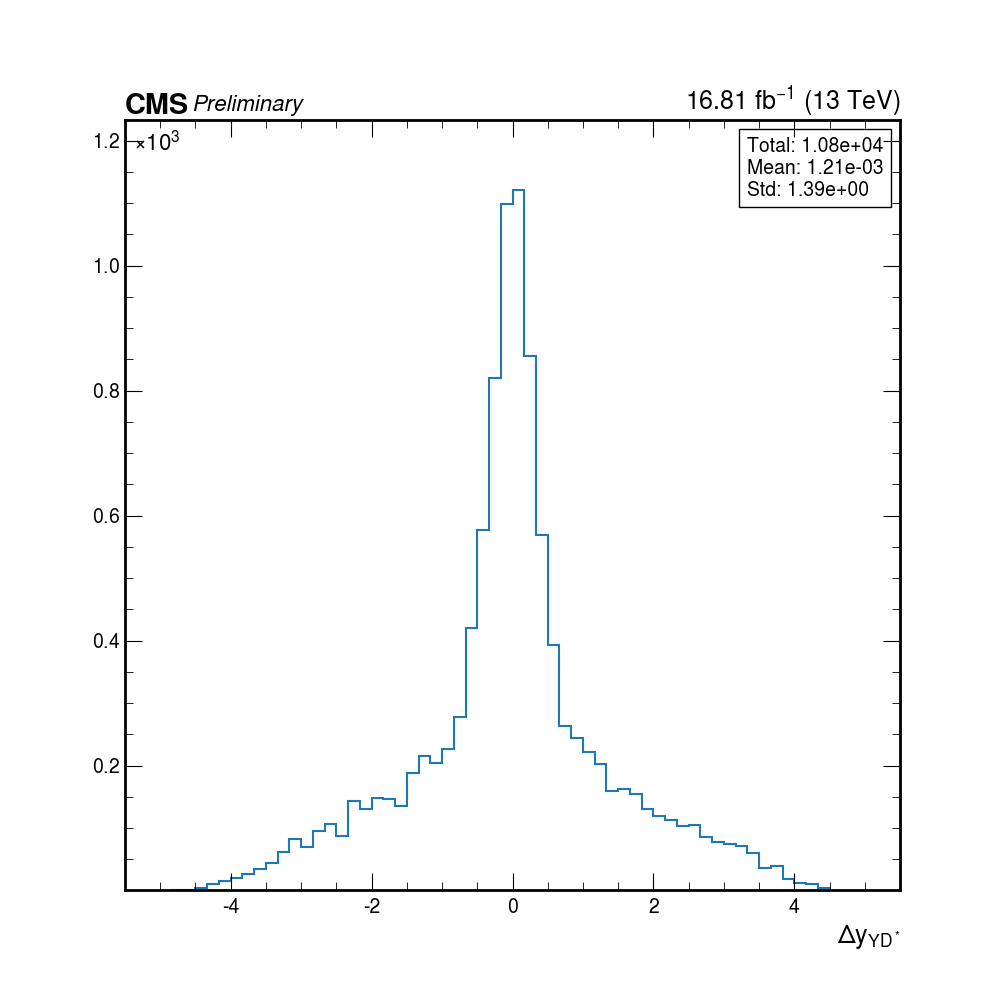 CMS Preliminary 16.81 fb⁻¹ (13 TeV)
×10³
Total: 1.08e+04
Mean: 1.21e-03
Std: 1.39e+00
1.2
1.0
0.8
0.6
0.4
0.2
-4 -2 0 2 4
Δy_YD*